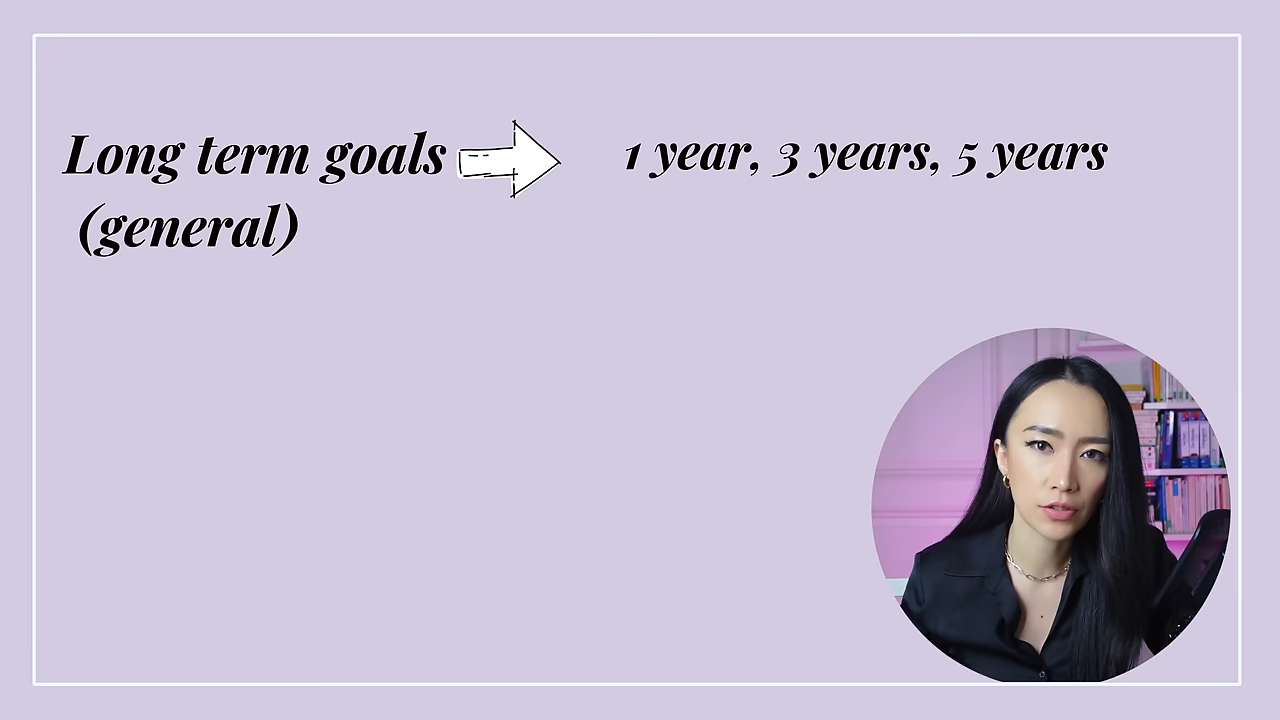 Long term goals
1 year, 3 years, 5 years
(general)